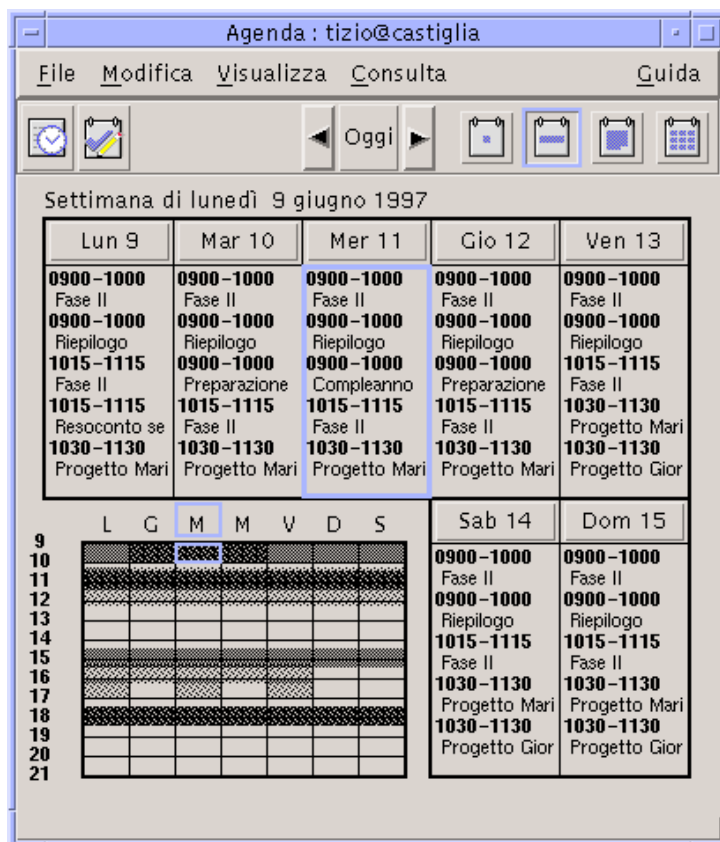 Agenda : tizio@castiglia
File Modifica Visualizza Consulta Guida
Oggi
Settimana di lunedì 9 giugno 1997
Lun 9
0900-1000
Fase II
0900-1000
Riepilogo
1015-1115
Fase II
1015-1115
Resoconto se
1030-1130
Progetto Mari
Mar 10
0900-1000
Fase II
0900-1000
Riepilogo
0900-1000
Preparazione
1015-1115
Fase II
1030-1130
Progetto Mari
Mer 11
0900-1000
Fase II
0900-1000
Riepilogo
0900-1000
Compleanno
1015-1115
Fase II
1030-1130
Progetto Mari
Gio 12
0900-1000
Fase II
0900-1000
Riepilogo
0900-1000
Preparazione
1015-1115
Fase II
1030-1130
Progetto Mari
Ven 13
0900-1000
Fase II
0900-1000
Riepilogo
1015-1115
Fase II
1030-1130
Progetto Mari
1030-1130
Progetto Gior
L G M M V D S
9
10
11
12
13
14
15
16
17
18
19
20
21
Sab 14
0900-1000
Fase II
0900-1000
Riepilogo
1015-1115
Fase II
1030-1130
Progetto Mari
1030-1130
Progetto Gior
Dom 15
0900-1000
Fase II
0900-1000
Riepilogo
1015-1115
Fase II
1030-1130
Progetto Mari
1030-1130
Progetto Gior